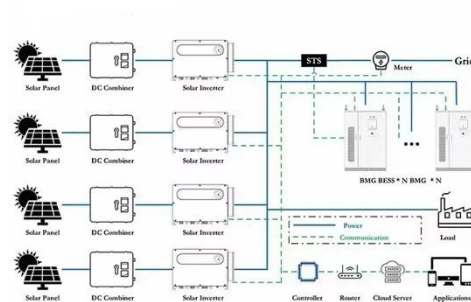 STS
Meter
Grid
Solar Panel DC Combiner Solar Inverter
Solar Panel DC Combiner Solar Inverter
BMG BESS * N BMG * N
Solar Panel DC Combiner Solar Inverter
Power
Communication
Load
Solar Panel DC Combiner Solar Inverter
Controller Router Cloud Server Application